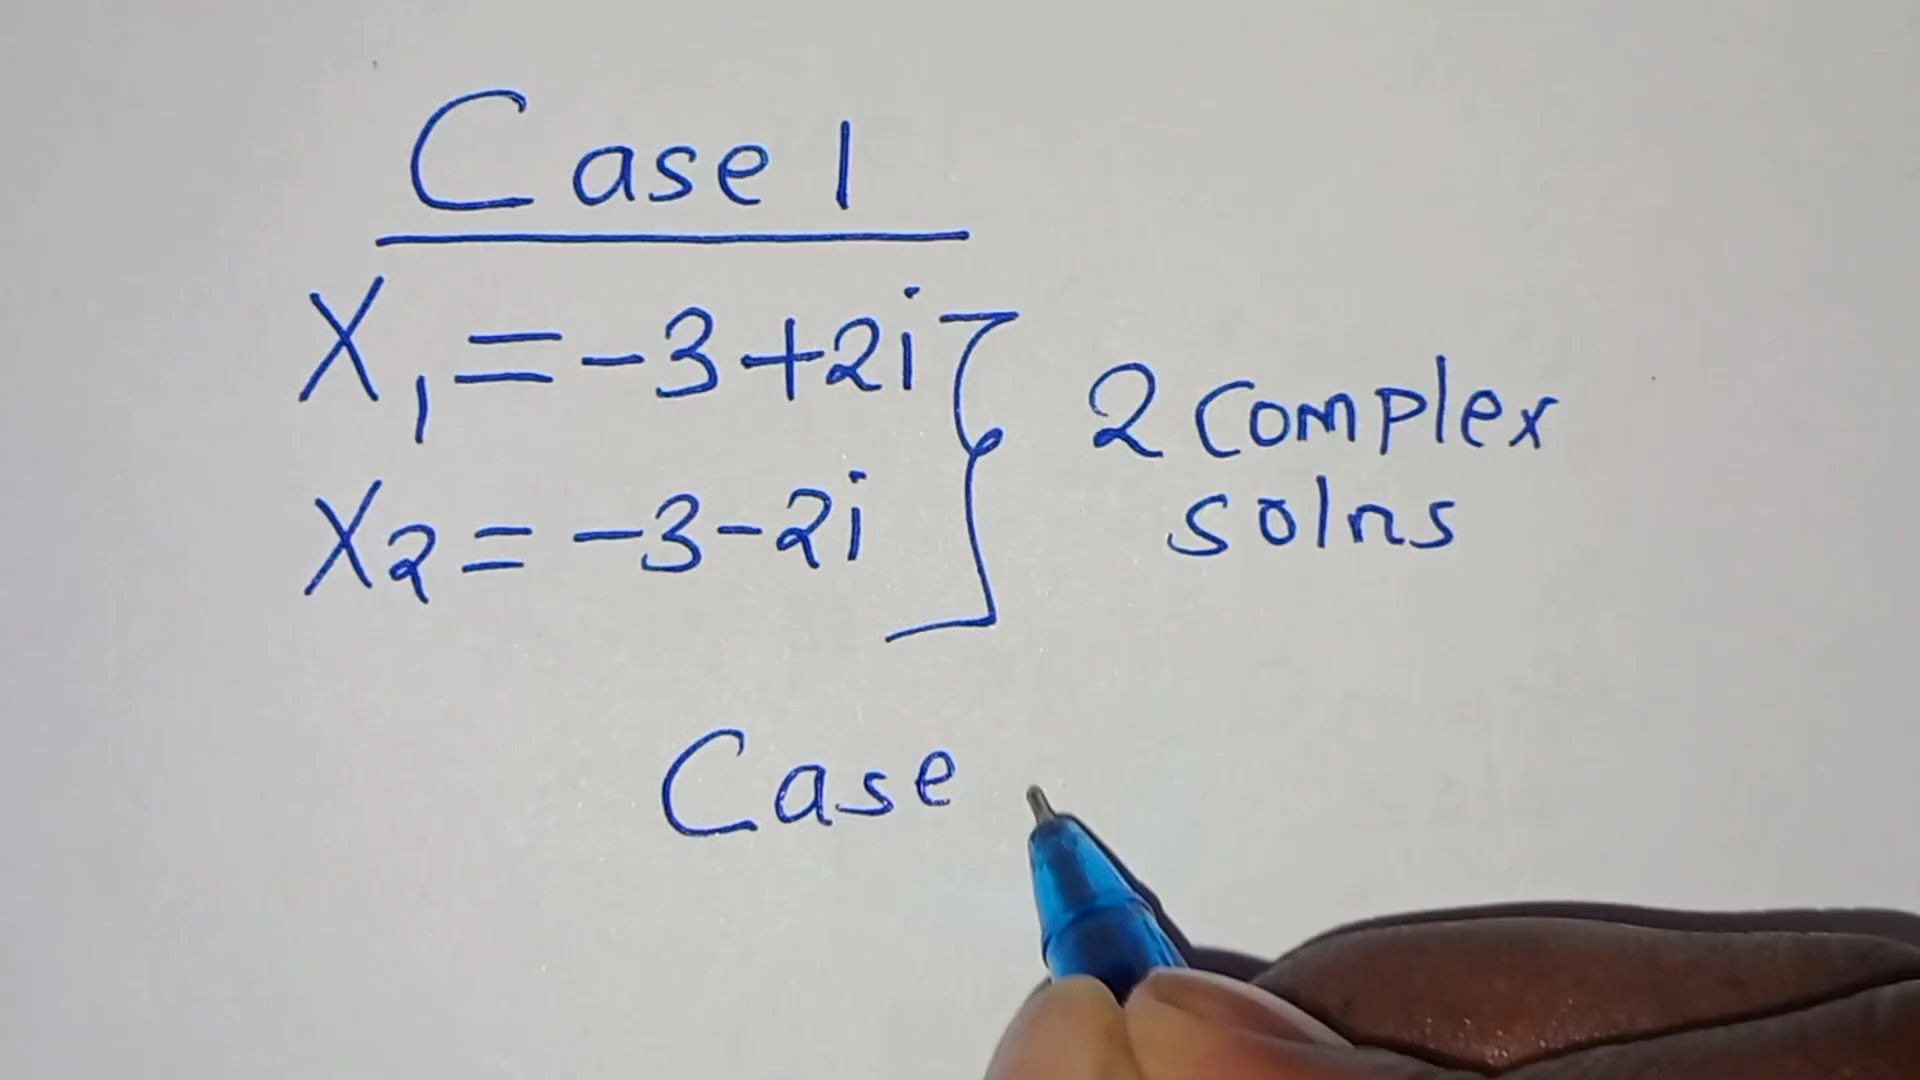 Case 1
X₁ = -3+2i
X₂ = -3-2i
2 complex
solns
Case